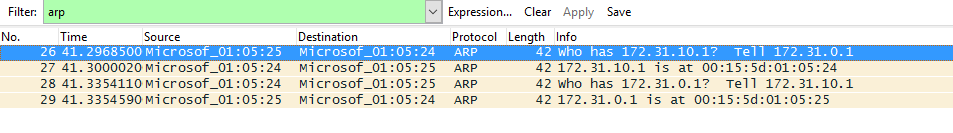 Filter: arp Expression... Clear Apply Save
No. Time Source Destination Protocol Length Info
26 41.2968500 Microsof_01:05:25 Microsof_01:05:24 ARP 42 Who has 172.31.10.1? Tell 172.31.0.1
27 41.3000020 Microsof_01:05:24 Microsof_01:05:25 ARP 42 172.31.10.1 is at 00:15:5d:01:05:24
28 41.3354110 Microsof_01:05:24 Microsof_01:05:25 ARP 42 Who has 172.31.0.1? Tell 172.31.10.1
29 41.3354590 Microsof_01:05:25 Microsof_01:05:24 ARP 42 172.31.0.1 is at 00:15:5d:01:05:25